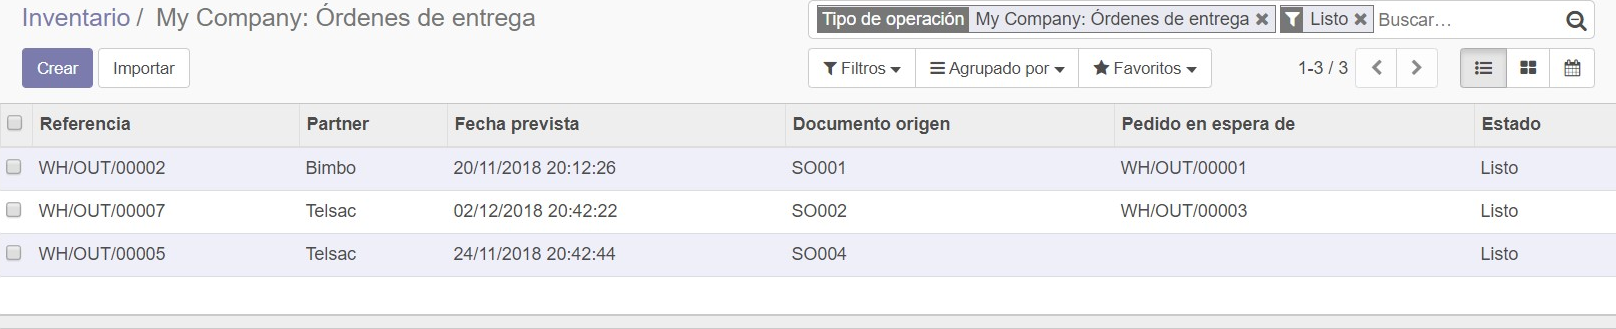 Inventario / My Company: Órdenes de entrega
Tipo de operación My Company: Órdenes de entrega Listo Buscar...
Crear Importar Filtros Agrupado por Favoritos 1-3 / 3
Referencia Partner Fecha prevista Documento origen Pedido en espera de Estado
WH/OUT/00002 Bimbo 20/11/2018 20:12:26 SO001 WH/OUT/00001 Listo
WH/OUT/00007 Telsac 02/12/2018 20:42:22 SO002 WH/OUT/00003 Listo
WH/OUT/00005 Telsac 24/11/2018 20:42:44 SO004 Listo